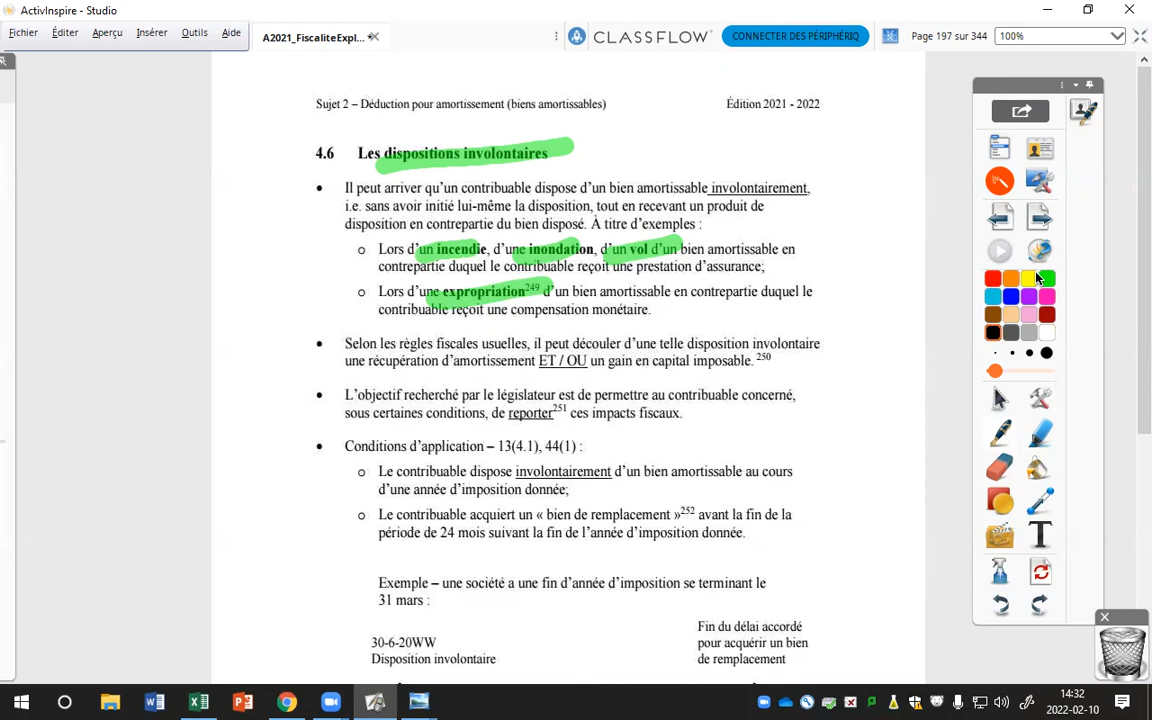 ActivInspire - Studio
Fichier Éditer Aperçu Insérer Outils Aide
A2021_FiscaliteExpl...
CLASSFLOW
CONNECTER DES PÉRIPHÉRIQ
Page 197 sur 344
100%
Sujet 2 – Déduction pour amortissement (biens amortissables) Édition 2021 - 2022
4.6 Les dispositions involontaires
• Il peut arriver qu'un contribuable dispose d'un bien amortissable involontairement,
i.e. sans avoir initié lui-même la disposition, tout en recevant un produit de
disposition en contrepartie du bien disposé. À titre d'exemples :
o Lors d'un incendie, d'une inondation, d'un vol d'un bien amortissable en
contrepartie duquel le contribuable reçoit une prestation d'assurance;
o Lors d'une expropriation249 d'un bien amortissable en contrepartie duquel le
contribuable reçoit une compensation monétaire.
• Selon les règles fiscales usuelles, il peut découler d'une telle disposition involontaire
une récupération d'amortissement ET / OU un gain en capital imposable. 250
• L'objectif recherché par le législateur est de permettre au contribuable concerné,
sous certaines conditions, de reporter251 ces impacts fiscaux.
• Conditions d'application – 13(4.1), 44(1) :
o Le contribuable dispose involontairement d'un bien amortissable au cours
d'une année d'imposition donnée;
o Le contribuable acquiert un « bien de remplacement »252 avant la fin de la
période de 24 mois suivant la fin de l'année d'imposition donnée.
Exemple – une société a une fin d'année d'imposition se terminant le
31 mars :
30-6-20WW
Disposition involontaire
Fin du délai accordé
pour acquérir un bien
de remplacement
14:32
2022-02-10